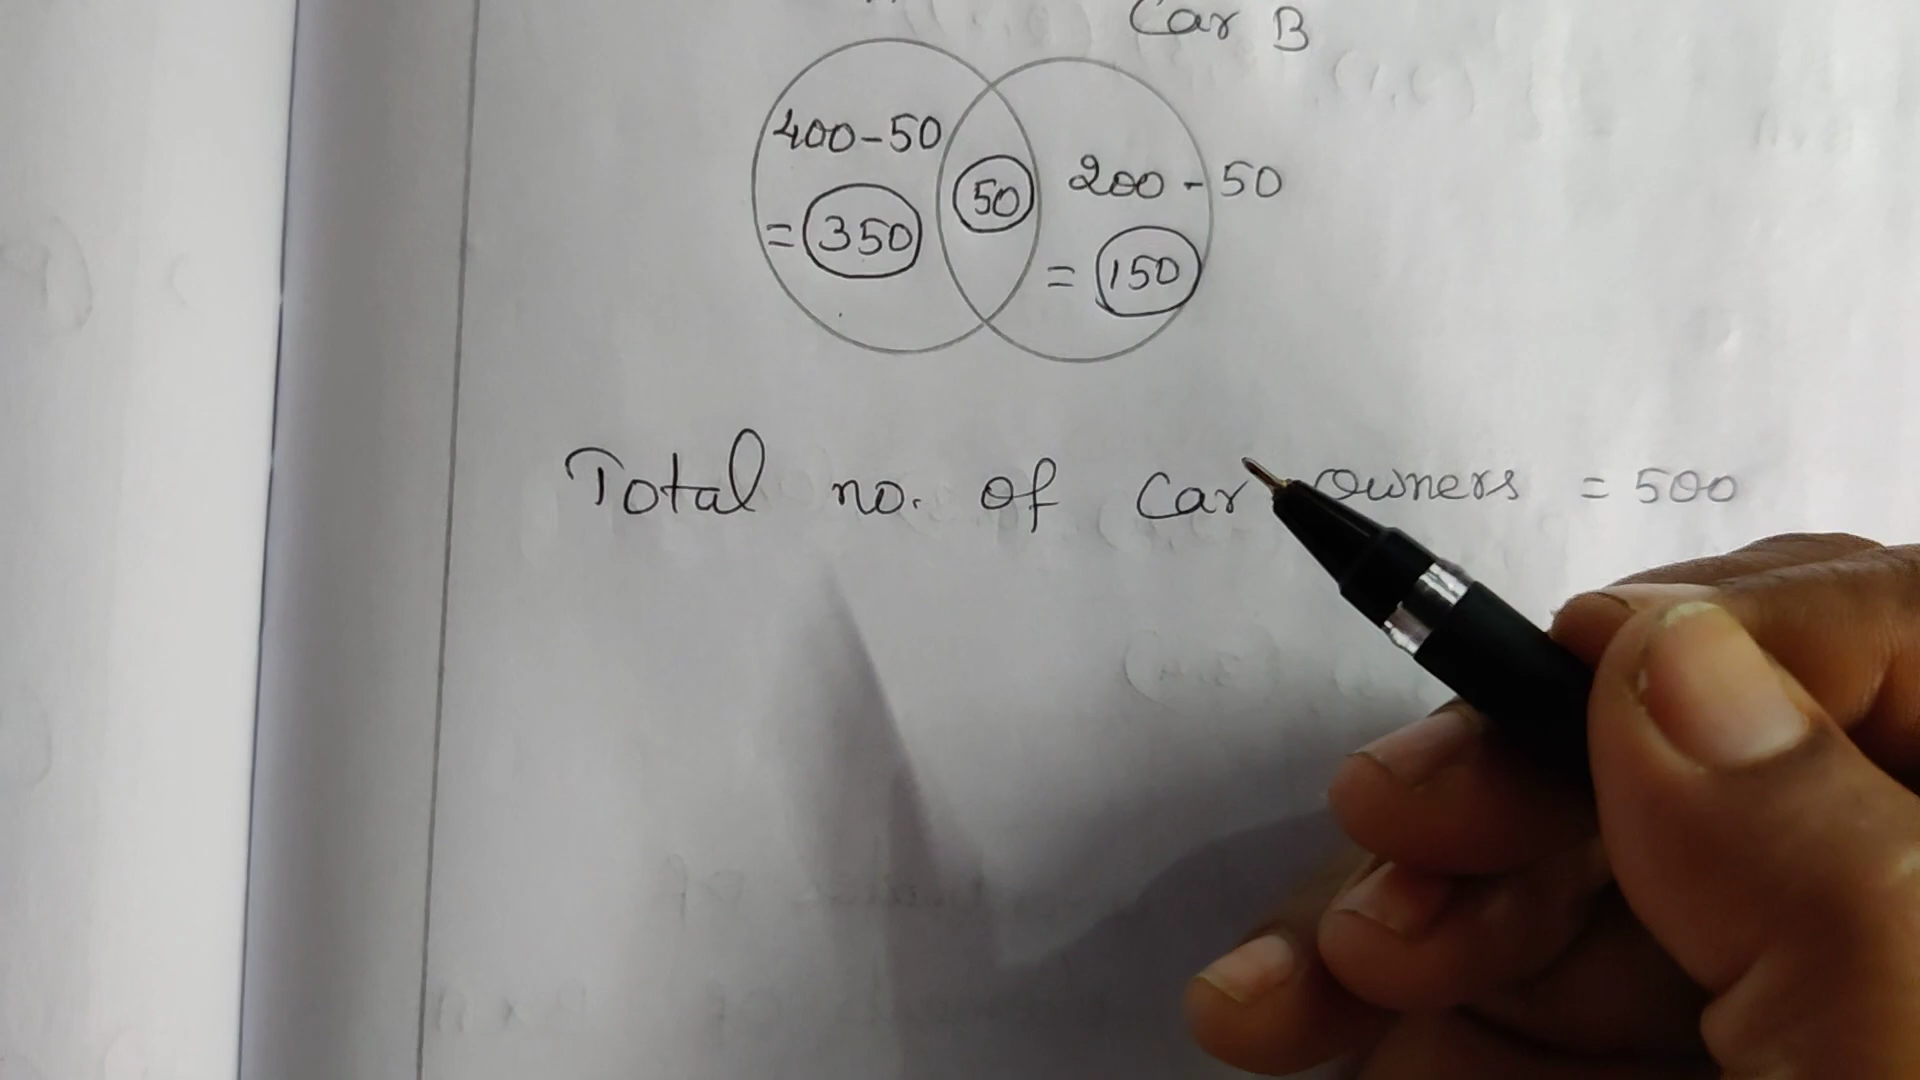 Car B
400-50
50
200-50
= 350
= 150
Total no. of Car owners = 500